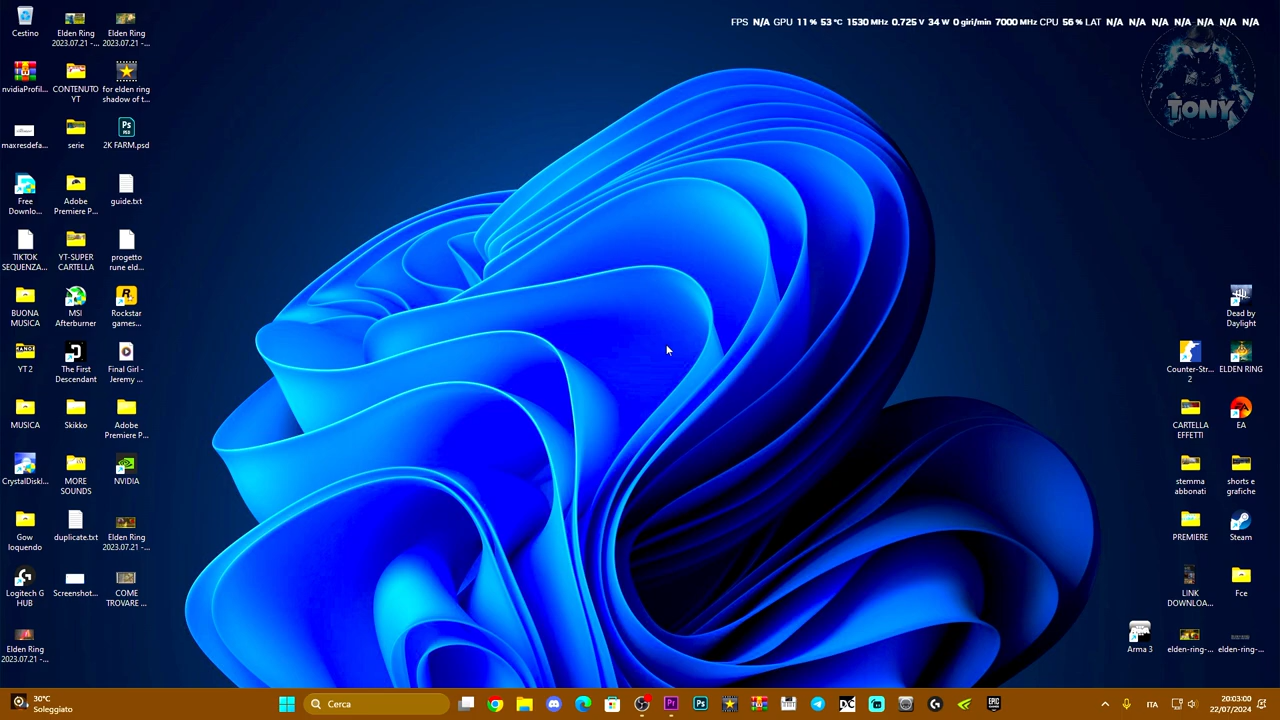 FPS N/A GPU 11 % 53 °C 1530 MHz 0.725 V 34 W 0 giri/min 7000 MHz CPU 56 % LAT N/A N/A N/A N/A N/A N/A N/A
TONY
Cestino
Elden Ring
2023.07.21 -...
Elden Ring
2023.07.21 -...
nvidiaProfil...
CONTENUTO
YT
for elden ring
shadow of t...
maxresdefa...
serie
2K FARM.psd
Free
Downlo...
Adobe
Premiere P...
guide.txt
TIKTOK
SEQUENZA...
YT-SUPER
CARTELLA
progetto
rune eld...
BUONA
MUSICA
MSI
Afterburner
Rockstar
games...
YT 2
The First
Descendant
Final Girl -
Jeremy ...
MUSICA
Skikko
Adobe
Premiere P...
CrystalDiskI...
MORE
SOUNDS
NVIDIA
Gow
loquendo
duplicate.txt
Elden Ring
2023.07.21 -...
Logitech G
HUB
Screenshot...
COME
TROVARE ...
Elden Ring
2023.07.21 -...
Dead by
Daylight
Counter-Str...
2
ELDEN RING
CARTELLA
EFFETTI
EA
stemma
abbonati
shorts e
grafiche
PREMIERE
Steam
LINK
DOWNLOA...
Fce
Arma 3
elden-ring-...
elden-ring-...
30°C
Soleggiato
Cerca
ITA
20:03:00
22/07/2024